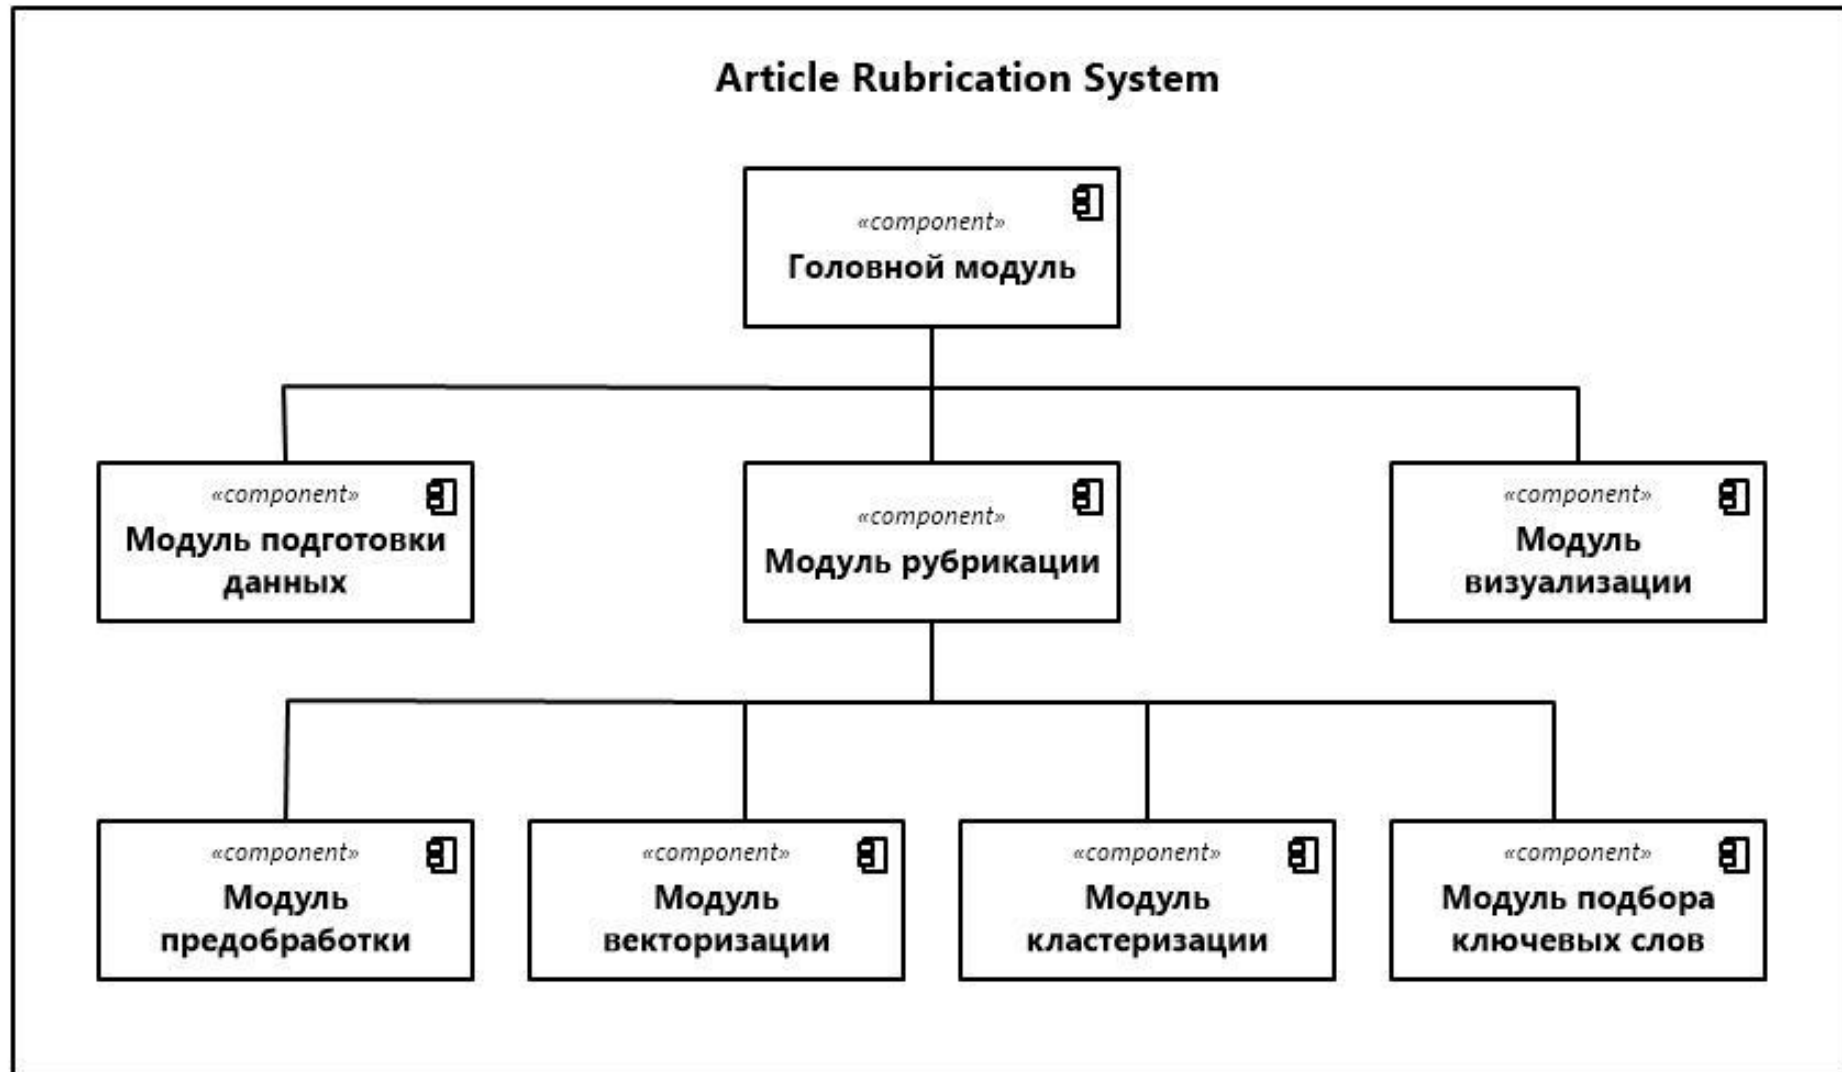 Article Rubrication System
«component»
Головной модуль
«component»
Модуль подготовки
данных
«component»
Модуль рубрикации
«component»
Модуль
визуализации
«component»
Модуль
предобработки
«component»
Модуль
векторизации
«component»
Модуль
кластеризации
«component»
Модуль подбора
ключевых слов